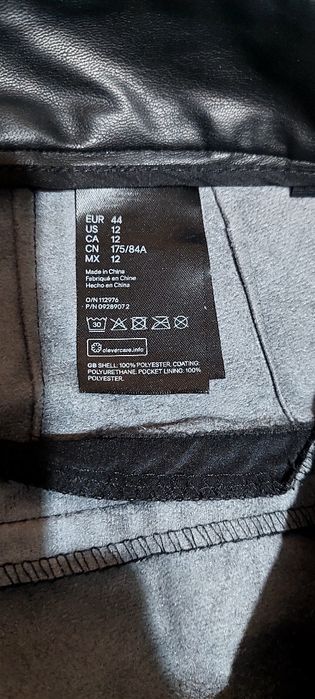 EUR 44
US 12
CA 12
CN 175/84A
MX 12
Made in China
Fabriqué en Chine
Hecho en China
O/N 112976
P/N 09289072
30
clevercare.info
GB SHELL: 100% POLYESTER. COATING:
POLYURETHANE. POCKET LINING: 100%
POLYESTER.